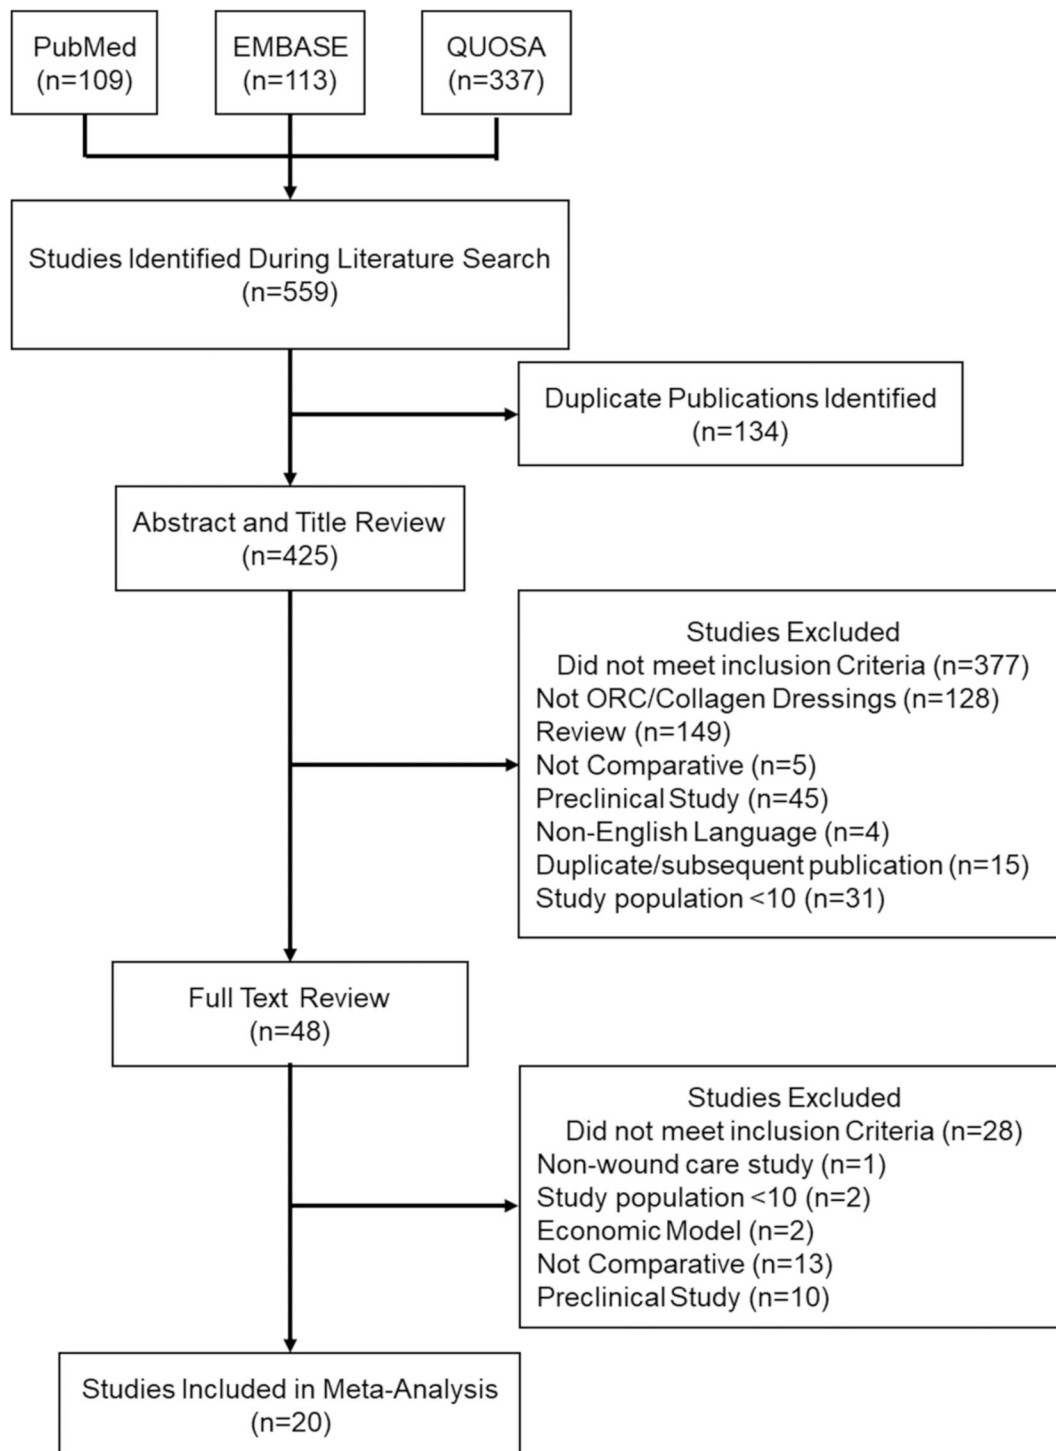 PubMed
(n=109)
EMBASE
(n=113)
QUOSA
(n=337)
Studies Identified During Literature Search
(n=559)
Duplicate Publications Identified
(n=134)
Abstract and Title Review
(n=425)
Studies Excluded
Did not meet inclusion Criteria (n=377)
Not ORC/Collagen Dressings (n=128)
Review (n=149)
Not Comparative (n=5)
Preclinical Study (n=45)
Non-English Language (n=4)
Duplicate/subsequent publication (n=15)
Study population <10 (n=31)
Full Text Review
(n=48)
Studies Excluded
Did not meet inclusion Criteria (n=28)
Non-wound care study (n=1)
Study population <10 (n=2)
Economic Model (n=2)
Not Comparative (n=13)
Preclinical Study (n=10)
Studies Included in Meta-Analysis
(n=20)